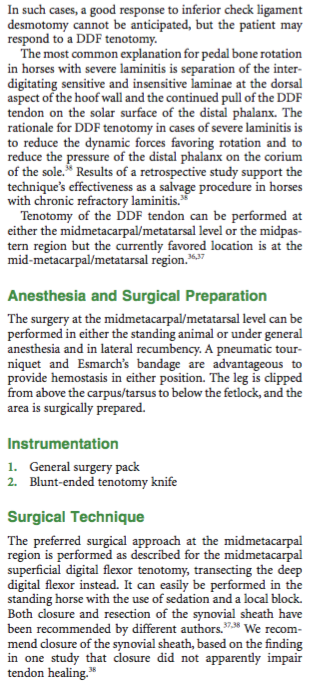 In such cases, a good response to inferior check ligament
desmotomy cannot be anticipated, but the patient may
respond to a DDF tenotomy.
The most common explanation for pedal bone rotation
in horses with severe laminitis is separation of the inter-
digitating sensitive and insensitive laminae at the dorsal
aspect of the hoof wall and the continued pull of the DDF
tendon on the solar surface of the distal phalanx. The
rationale for DDF tenotomy in cases of severe laminitis is
to reduce the dynamic forces favoring rotation and to
reduce the pressure of the distal phalanx on the corium
of the sole.38 Results of a retrospective study support the
technique's effectiveness as a salvage procedure in horses
with chronic refractory laminitis.38
Tenotomy of the DDF tendon can be performed at
either the midmetacarpal/metatarsal level or the midpas-
tern region but the currently favored location is at the
mid-metacarpal/metatarsal region.36,37
Anesthesia and Surgical Preparation
The surgery at the midmetacarpal/metatarsal level can be
performed in either the standing animal or under general
anesthesia and in lateral recumbency. A pneumatic tour-
niquet and Esmarch's bandage are advantageous to
provide hemostasis in either position. The leg is clipped
from above the carpus/tarsus to below the fetlock, and the
area is surgically prepared.
Instrumentation
1. General surgery pack
2. Blunt-ended tenotomy knife
Surgical Technique
The preferred surgical approach at the midmetacarpal
region is performed as described for the midmetacarpal
superficial digital flexor tenotomy, transecting the deep
digital flexor instead. It can easily be performed in the
standing horse with the use of sedation and a local block.
Both closure and resection of the synovial sheath have
been recommended by different authors.37,38 We recom-
mend closure of the synovial sheath, based on the finding
in one study that closure did not apparently impair
tendon healing.38